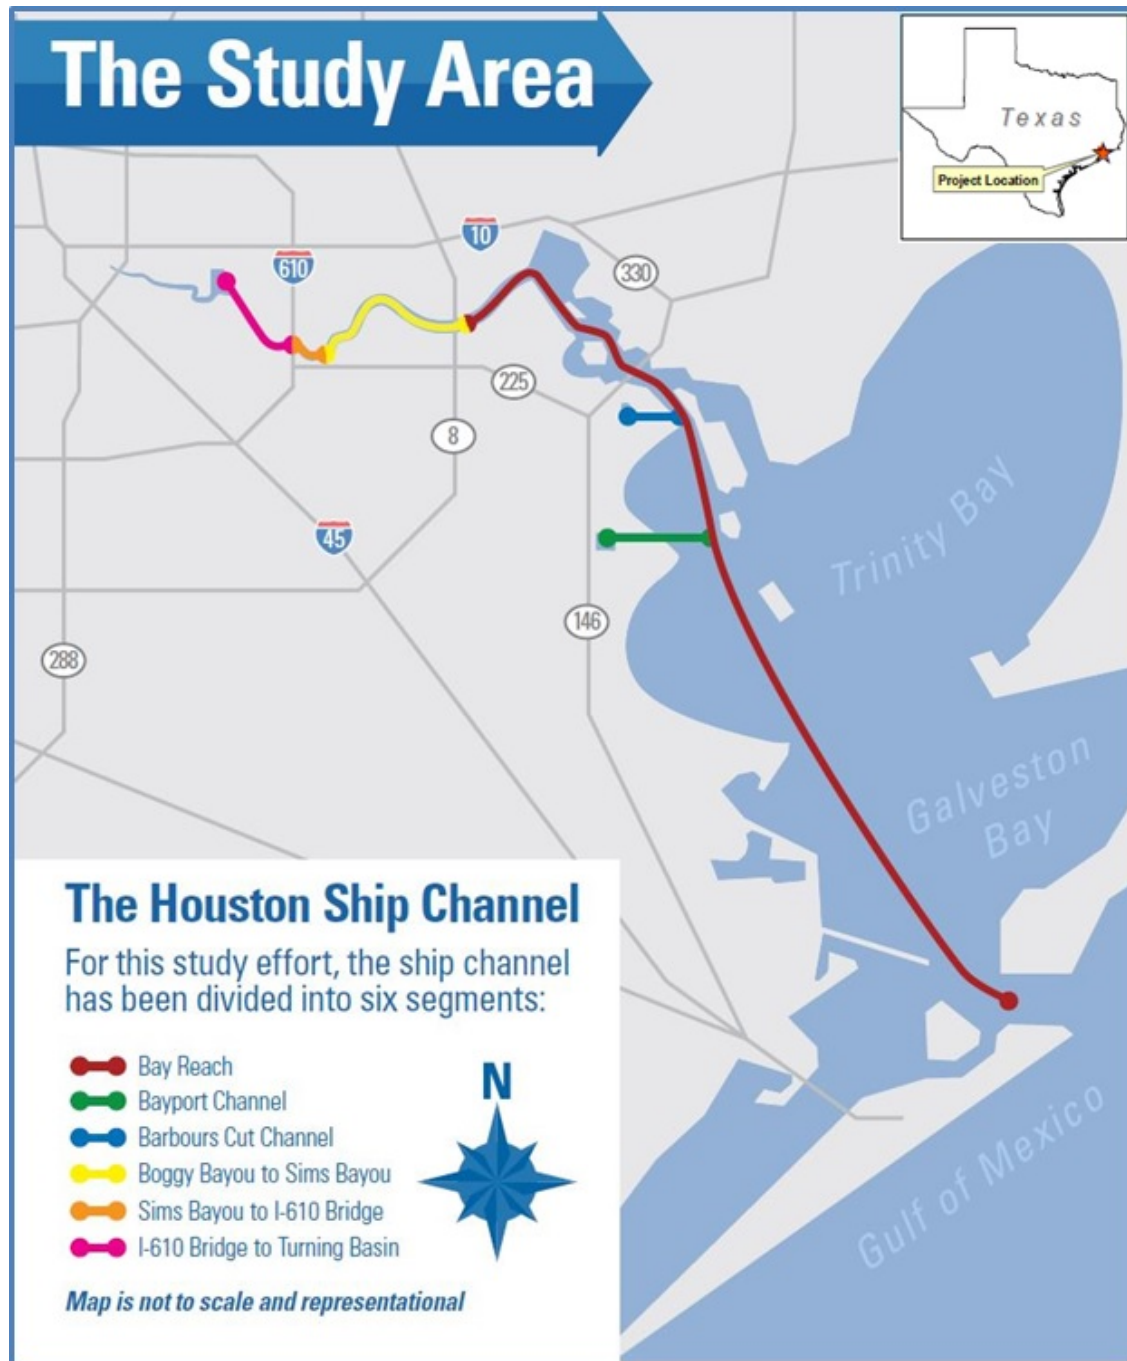 The Study Area
Texas
Project Location
10
610
330
225
8
45
146
288
Trinity Bay
Galveston
Bay
Gulf of Mexico
The Houston Ship Channel
For this study effort, the ship channel
has been divided into six segments:
Bay Reach
Bayport Channel
Barbours Cut Channel
Boggy Bayou to Sims Bayou
Sims Bayou to I-610 Bridge
I-610 Bridge to Turning Basin
N
Map is not to scale and representational